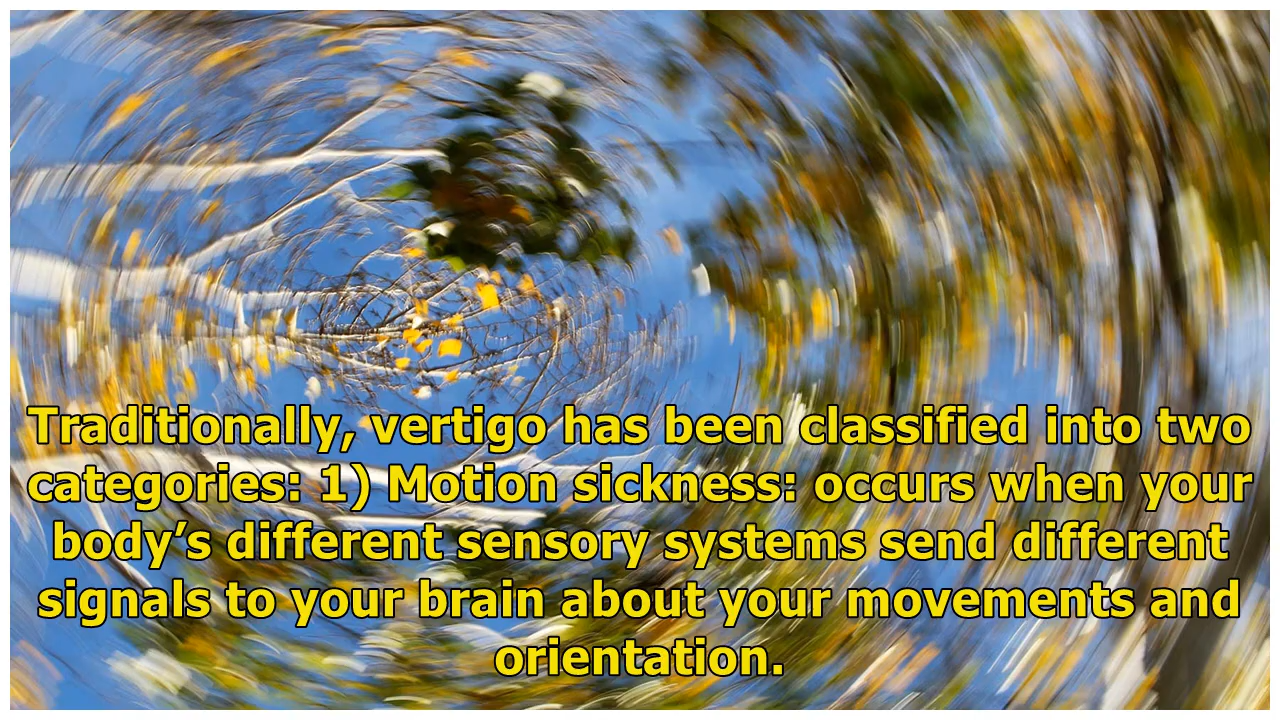 Traditionally, vertigo has been classified into two
categories: 1) Motion sickness: occurs when your
body’s different sensory systems send different
signals to your brain about your movements and
orientation.